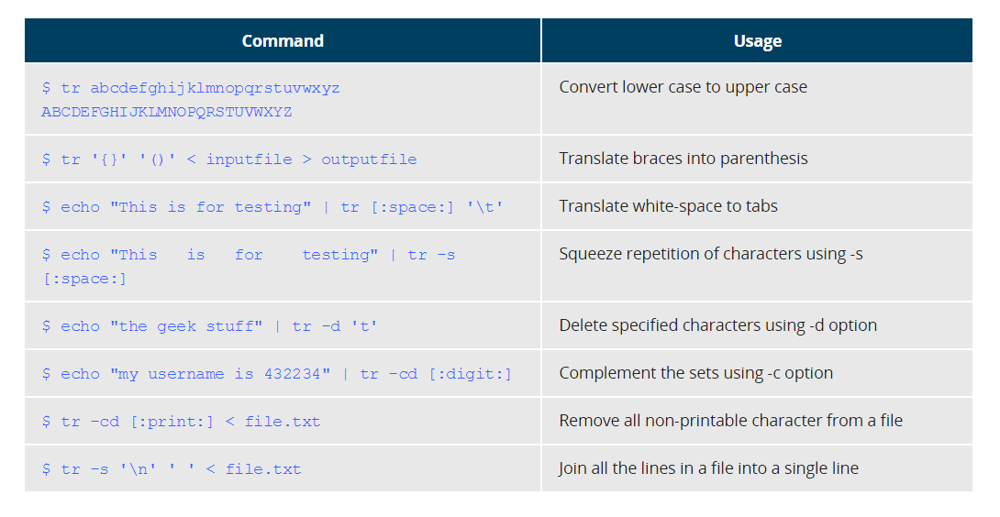 Command Usage
$ tr abcdefghijklmnopqrstuvwxyz Convert lower case to upper case
ABCDEFGHIJKLMNOPQRSTUVWXYZ
$ tr '{}' '()' < inputfile > outputfile Translate braces into parenthesis
$ echo "This is for testing" | tr [:space:] '\t' Translate white-space to tabs
$ echo "This   is   for    testing" | tr -s Squeeze repetition of characters using -s
[:space:]
$ echo "the geek stuff" | tr -d 't' Delete specified characters using -d option
$ echo "my username is 432234" | tr -cd [:digit:] Complement the sets using -c option
$ tr -cd [:print:] < file.txt Remove all non-printable character from a file
$ tr -s '\n' ' ' < file.txt Join all the lines in a file into a single line